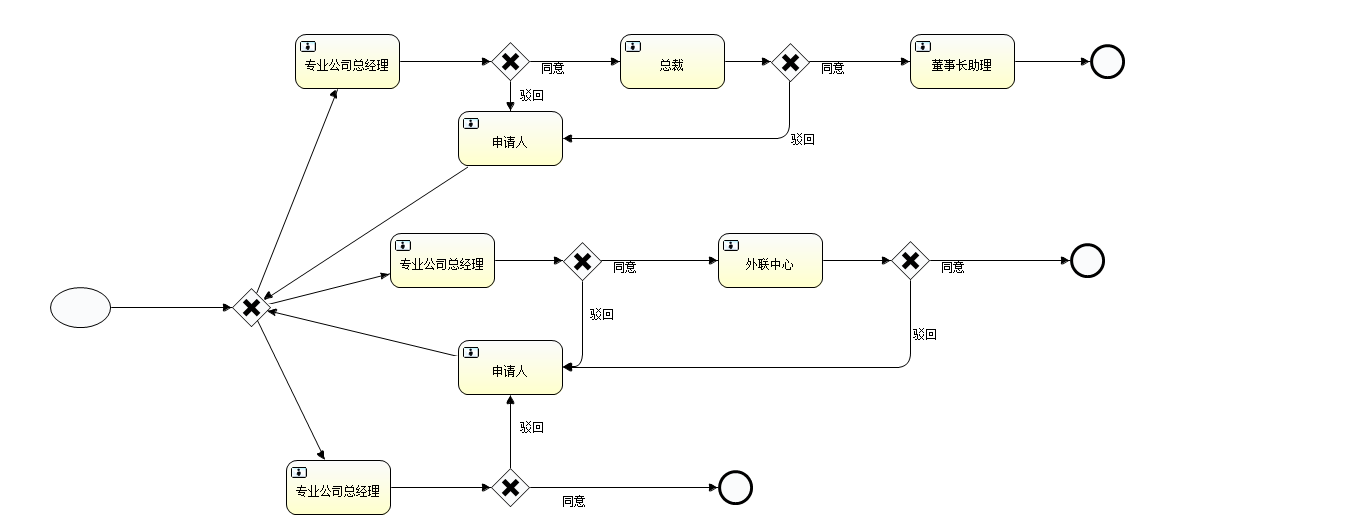 专业公司总经理
同意
总裁
同意
董事长助理
驳回
申请人
驳回
专业公司总经理
同意
外联中心
同意
驳回
驳回
申请人
驳回
专业公司总经理
同意